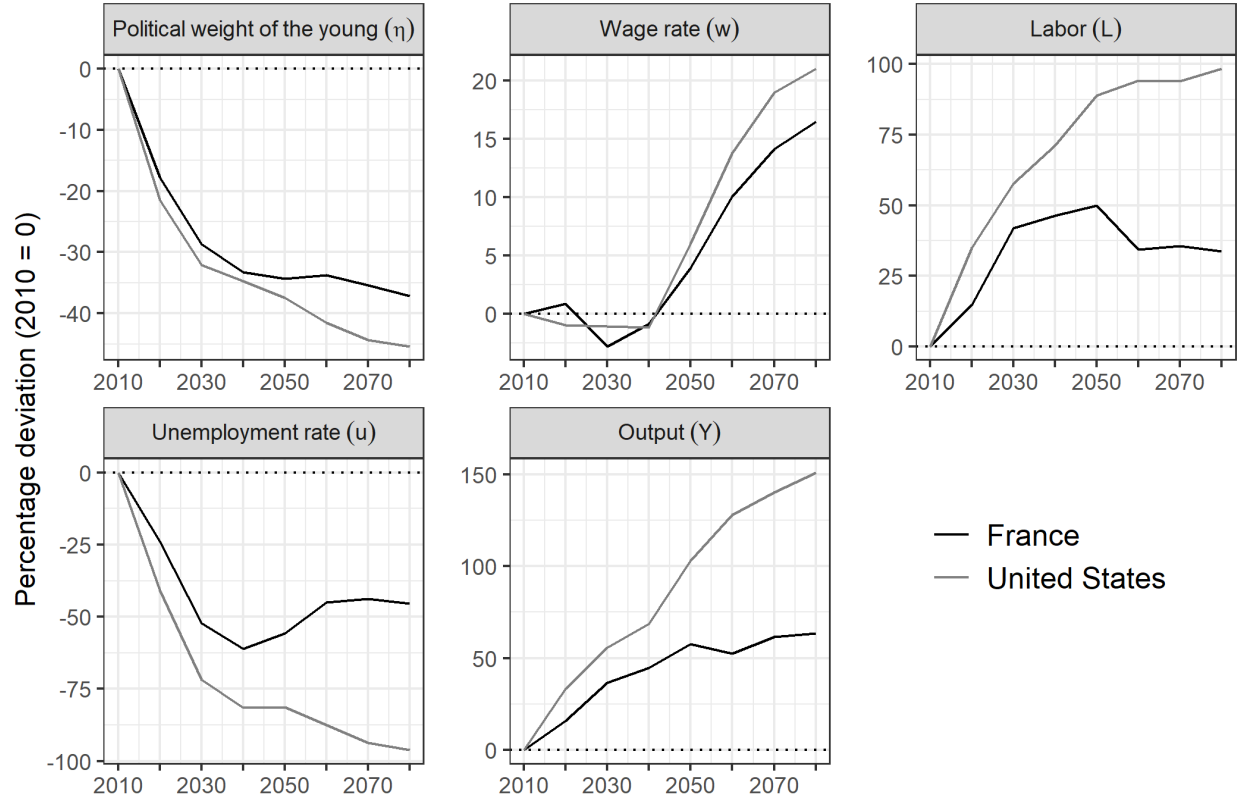 Political weight of the young (η)
Wage rate (w)
Labor (L)
Percentage deviation (2010 = 0)
0
-10
-20
-30
-40
2010 2030 2050 2070
20
15
10
5
0
2010 2030 2050 2070
100
75
50
25
0
2010 2030 2050 2070
Unemployment rate (u)
Output (Y)
0
-25
-50
-75
-100
2010 2030 2050 2070
150
100
50
0
2010 2030 2050 2070
France
United States